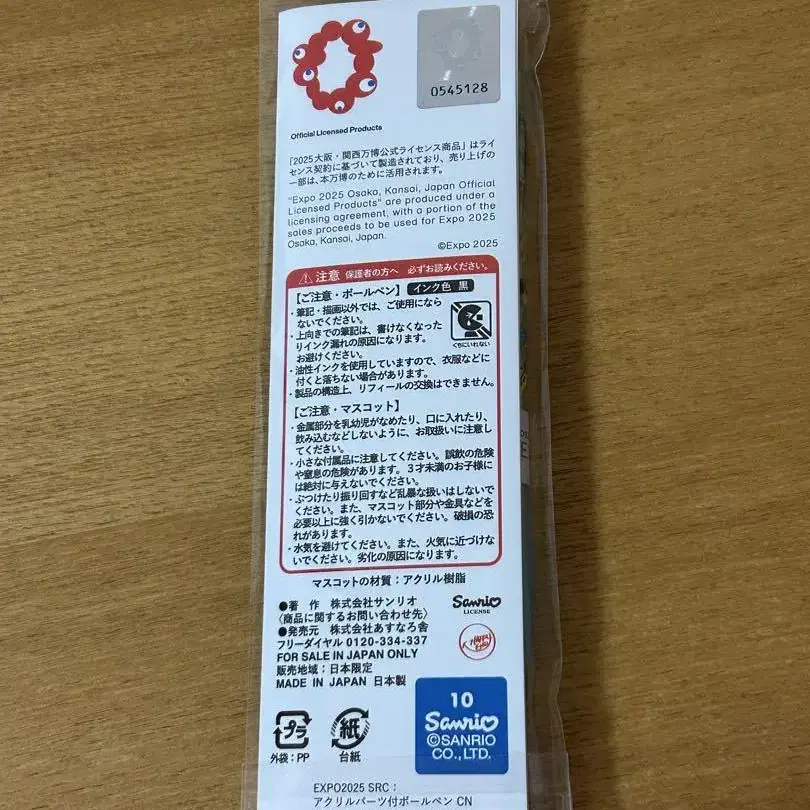 0545128
Official Licensed Products
「2025大阪・関西万博公式ライセンス商品」はライ
センス契約に基づいて製造されており、売り上げの
一部は、本万博のために活用されます。
"Expo 2025 Osaka, Kansai, Japan Official
Licensed Products" are produced under a
licensing agreement, with a portion of the
sales proceeds to be used for Expo 2025
Osaka, Kansai, Japan.
©Expo 2025
注意 保護者の方へ 必ずお読みください。
【ご注意・ボールペン】 インク色 黒
・筆記・描画以外では、ご使用になら
ないでください。
・上向きでの筆記は、書けなくなった
りインク漏れの原因になります。
お避けください。
くちにいれない
・油性インクを使用していますので、衣服などに
付くと落ちない場合があります。
・製品の構造上、リフィールの交換はできません。
【ご注意・マスコット】
・金属部分を乳幼児がなめたり、口に入れたり、
飲み込むなどしないように、お取扱いに注意し
てください。
・小さな付属品に注意してください。誤飲の危険
や窒息の危険があります。3才未満のお子様に
は絶対に与えないでください。
・ぶつけたり振り回すなど乱暴な扱いはしないで
ください。また、マスコット部分や金具などを
必要以上に強く引かないでください。破損の恐
れがあります。
・水気を避けてください。また、火気に近づけな
いでください。劣化の原因になります。
マスコットの材質：アクリル樹脂
●著 作 株式会社サンリオ
〈商品に関するお問い合わせ先〉
●発売元 株式会社あすなろ舎
フリーダイヤル 0120-334-337
FOR SALE IN JAPAN ONLY
販売地域：日本限定
MADE IN JAPAN 日本製
Sanrio
LICENSE
プラ
外袋：PP
紙
台紙
10
Sanrio
©SANRIO
CO.,LTD.
EXPO2025 SRC：
アクリルパーツ付ボールペン CN